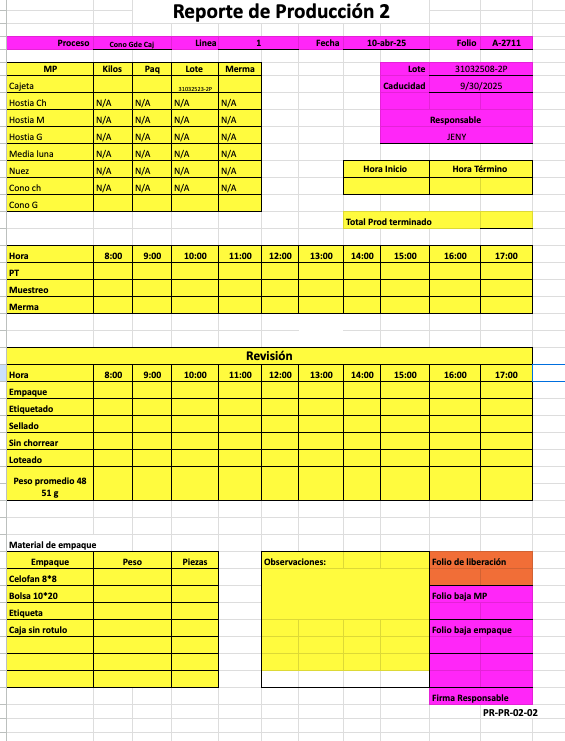 Reporte de Producción 2
Proceso Cono Gde Caj Linea 1 Fecha 10-abr-25 Folio A-2711
MP Kilos Paq Lote Merma
Lote 31032508-2P
Cajeta 31032523-2P
Caducidad 9/30/2025
Hostia Ch N/A N/A N/A N/A
Hostia M N/A N/A N/A N/A
Responsable
Hostia G N/A N/A N/A N/A
JENY
Media luna N/A N/A N/A N/A
Nuez N/A N/A N/A N/A
Hora Inicio Hora Término
Cono ch N/A N/A N/A N/A
Cono G
Total Prod terminado
Hora 8:00 9:00 10:00 11:00 12:00 13:00 14:00 15:00 16:00 17:00
PT
Muestreo
Merma
Revisión
Hora 8:00 9:00 10:00 11:00 12:00 13:00 14:00 15:00 16:00 17:00
Empaque
Etiquetado
Sellado
Sin chorrear
Loteado
Peso promedio 48
51 g
Material de empaque
Empaque Peso Piezas
Observaciones:
Folio de liberación
Celofan 8*8
Bolsa 10*20
Folio baja MP
Etiqueta
Caja sin rotulo
Folio baja empaque
Firma Responsable
PR-PR-02-02